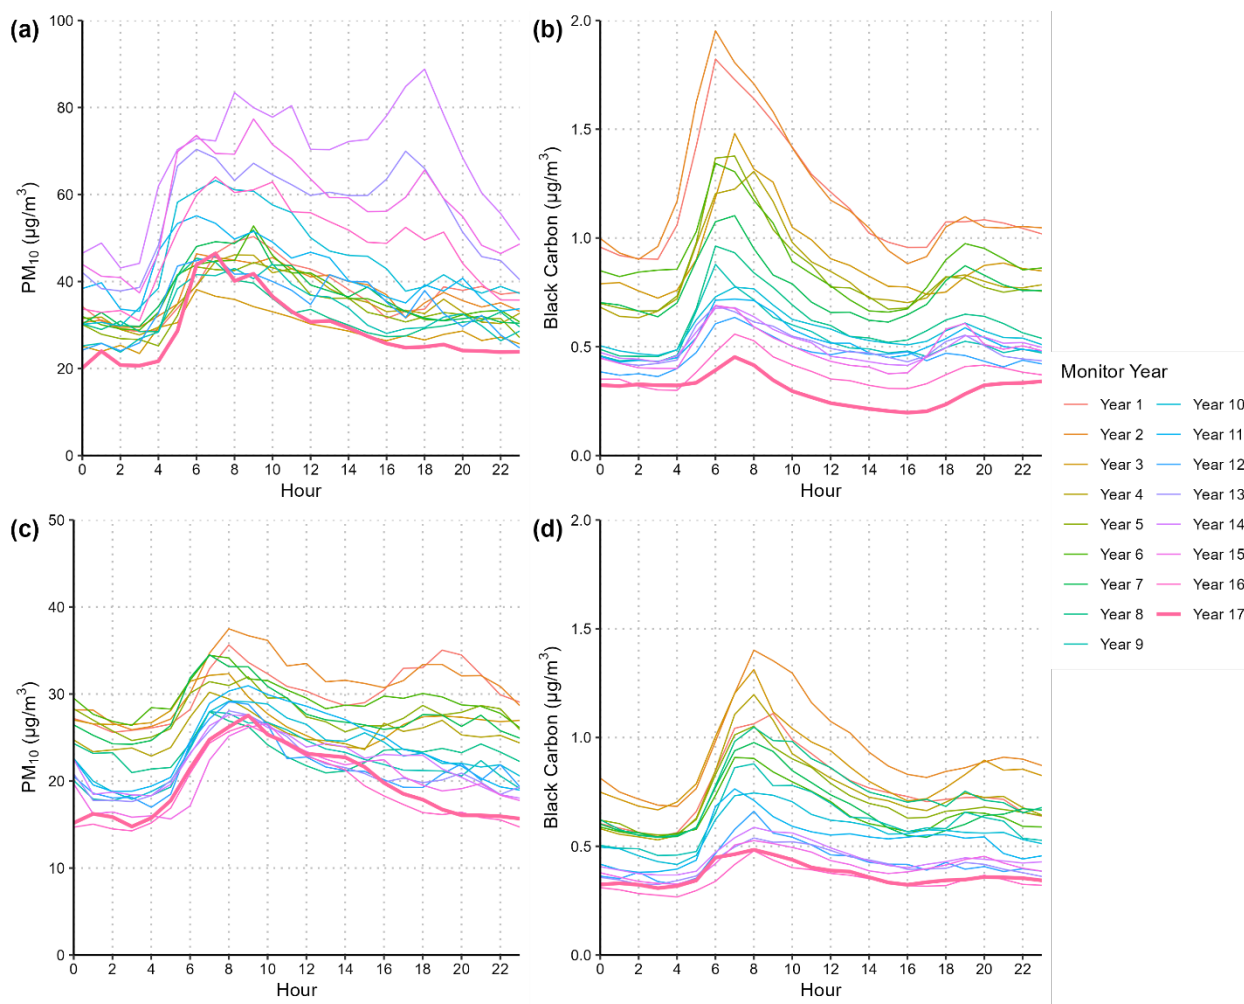 (a)
PM10 (µg/m³)
100
80
60
40
20
0
0 2 4 6 8 10 12 14 16 18 20 22
Hour
(b)
Black Carbon (µg/m³)
2.0
1.5
1.0
0.5
0.0
0 2 4 6 8 10 12 14 16 18 20 22
Hour
(c)
PM10 (µg/m³)
50
40
30
20
10
0
0 2 4 6 8 10 12 14 16 18 20 22
Hour
(d)
Black Carbon (µg/m³)
2.0
1.5
1.0
0.5
0.0
0 2 4 6 8 10 12 14 16 18 20 22
Hour
Monitor Year
Year 1 Year 10
Year 2 Year 11
Year 3 Year 12
Year 4 Year 13
Year 5 Year 14
Year 6 Year 15
Year 7 Year 16
Year 8 Year 17
Year 9